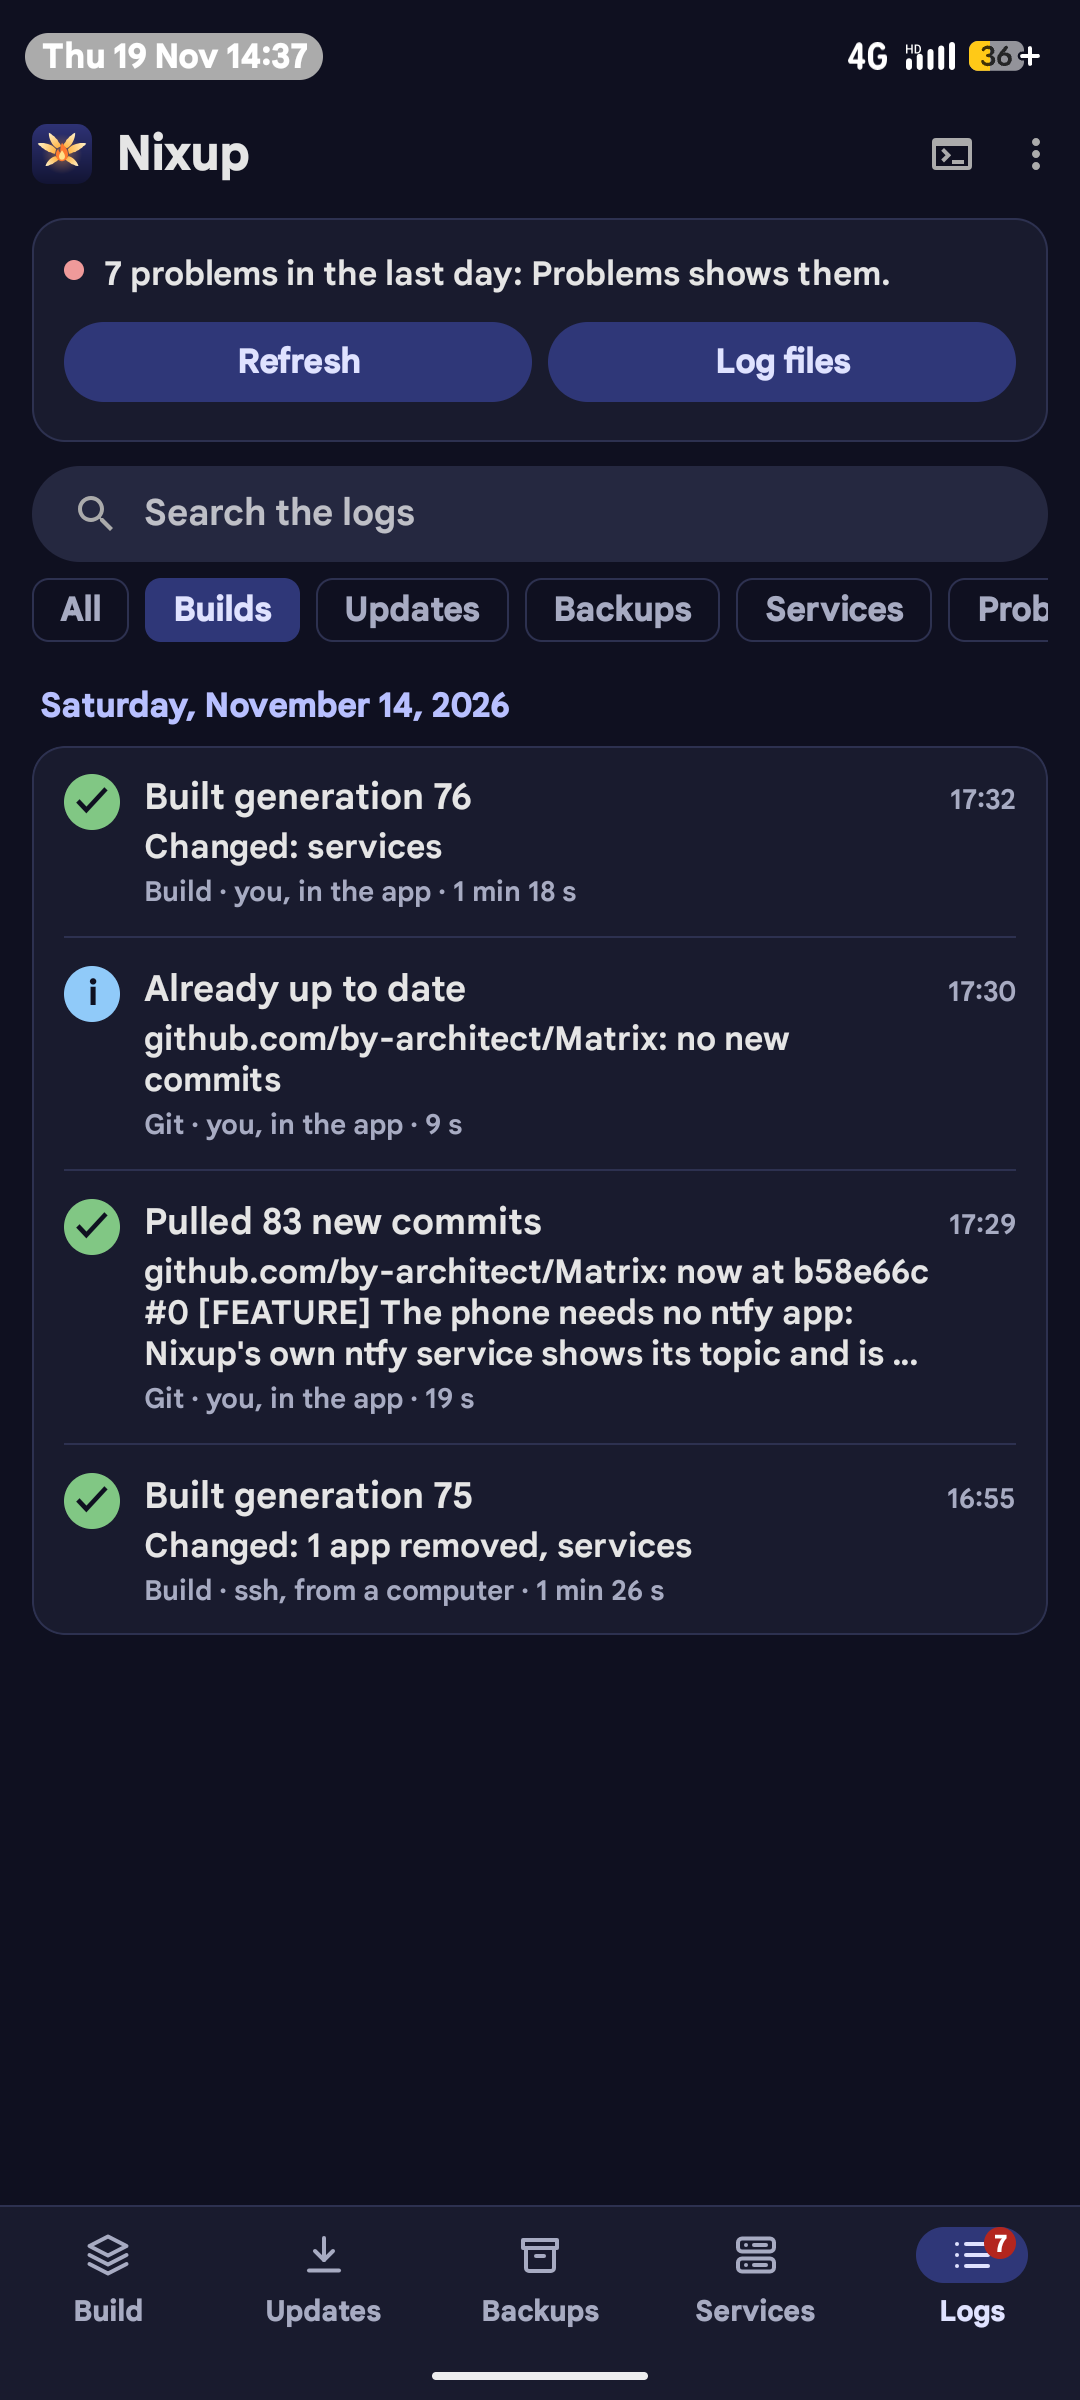 Thu 19 Nov 14:37
4G HD 36+
Nixup
7 problems in the last day: Problems shows them.
Refresh Log files
Search the logs
All Builds Updates Backups Services Prob
Saturday, November 14, 2026
Built generation 76 17:32
Changed: services
Build · you, in the app · 1 min 18 s
Already up to date 17:30
github.com/by-architect/Matrix: no new
commits
Git · you, in the app · 9 s
Pulled 83 new commits 17:29
github.com/by-architect/Matrix: now at b58e66c
#0 [FEATURE] The phone needs no ntfy app:
Nixup's own ntfy service shows its topic and is ...
Git · you, in the app · 19 s
Built generation 75 16:55
Changed: 1 app removed, services
Build · ssh, from a computer · 1 min 26 s
7
Build Updates Backups Services Logs